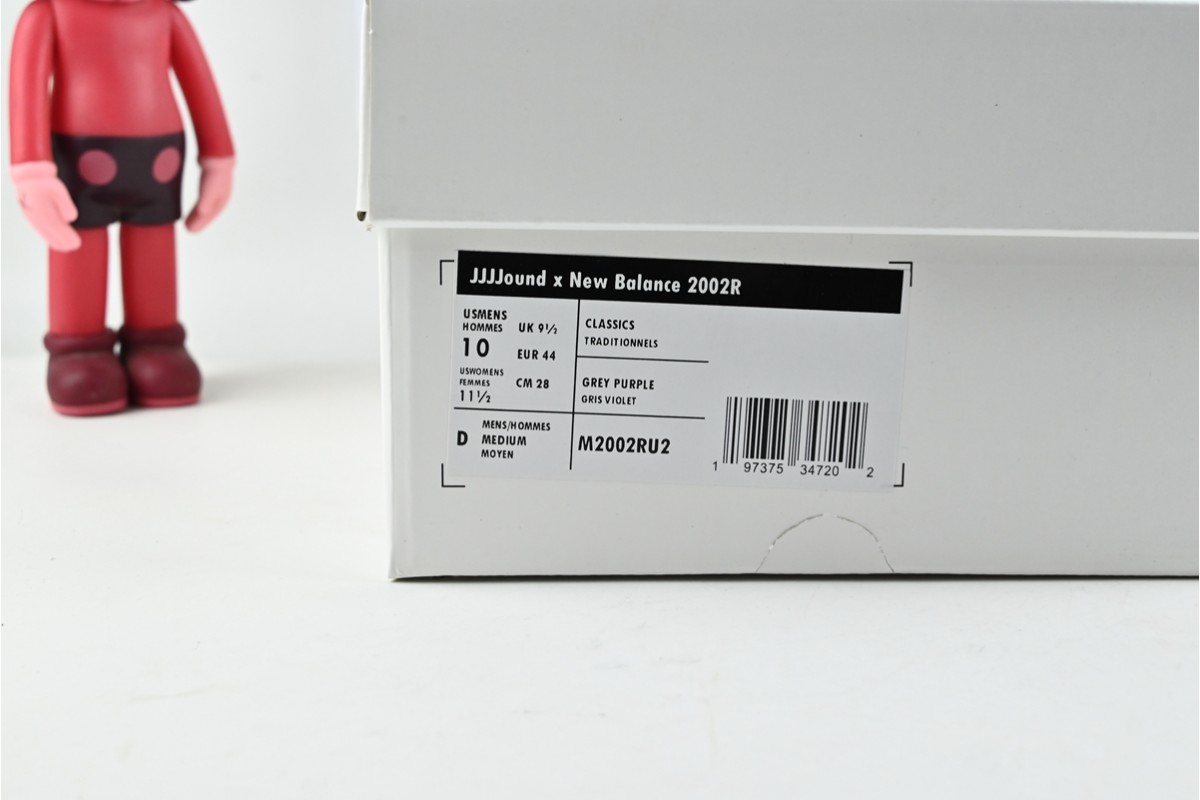 JJJJound x New Balance 2002R
USMENS
HOMMES
10
UK 9½
EUR 44
USWOMENS
FEMMES
11½
CM 28
CLASSICS
TRADITIONNELS
GREY PURPLE
GRIS VIOLET
D
MENS/HOMMES
MEDIUM
MOYEN
M2002RU2
1 97375 34720 2